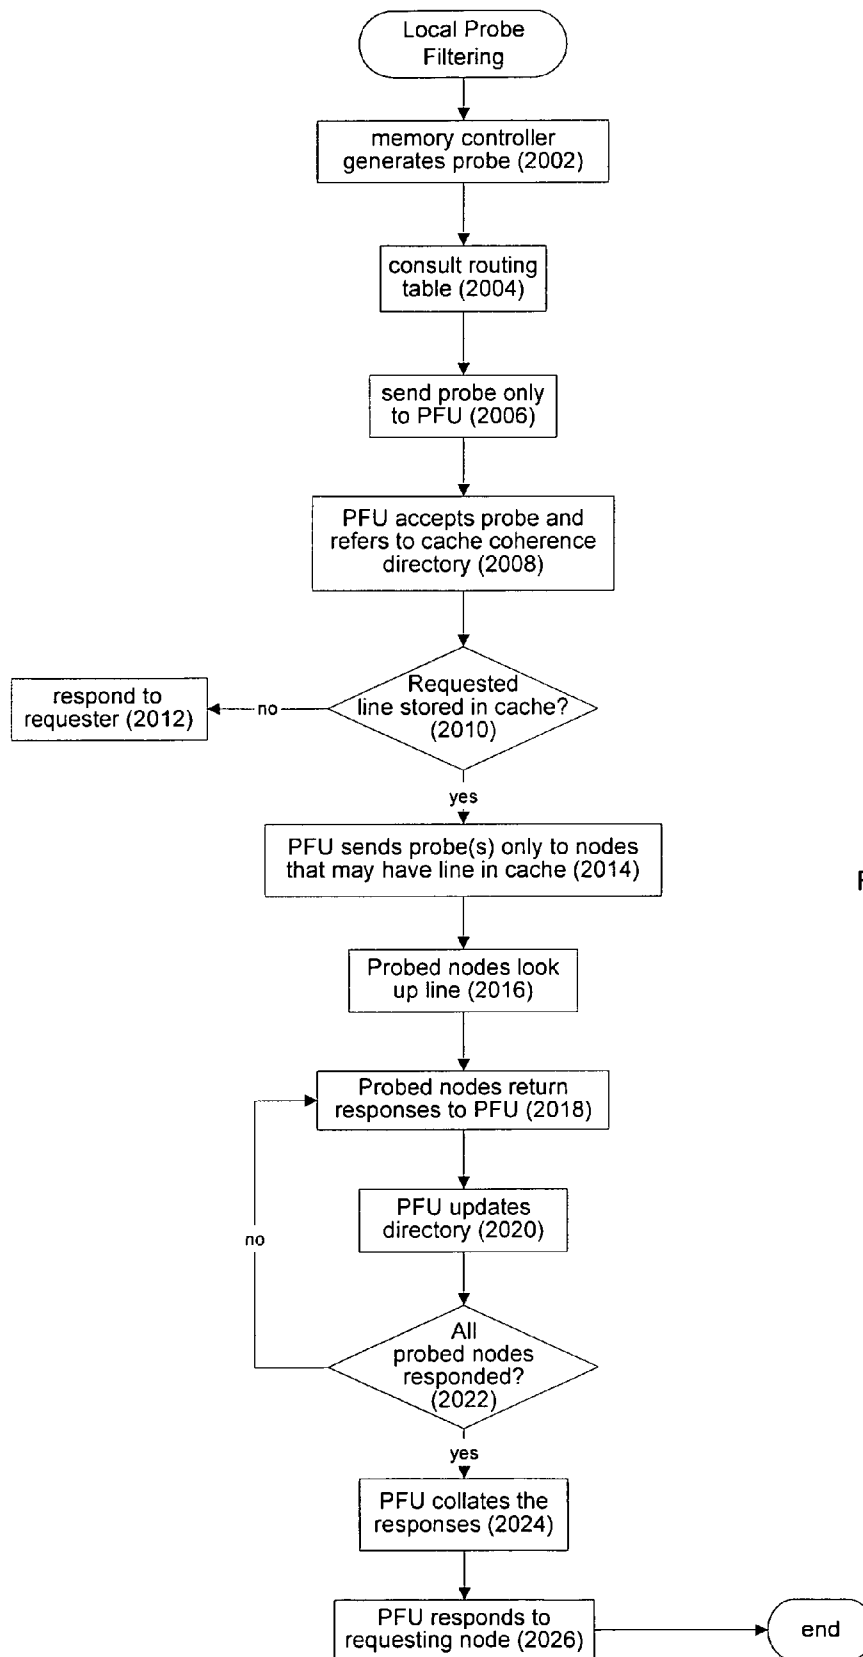 Local Probe
Filtering
memory controller
generates probe (2002)
consult routing
table (2004)
send probe only
to PFU (2006)
PFU accepts probe and
refers to cache coherence
directory (2008)
Requested
line stored in cache?
(2010)
no
respond to
requester (2012)
yes
PFU sends probe(s) only to nodes
that may have line in cache (2014)
F
Probed nodes look
up line (2016)
Probed nodes return
responses to PFU (2018)
PFU updates
directory (2020)
no
All
probed nodes
responded?
(2022)
yes
PFU collates the
responses (2024)
PFU responds to
requesting node (2026)
end